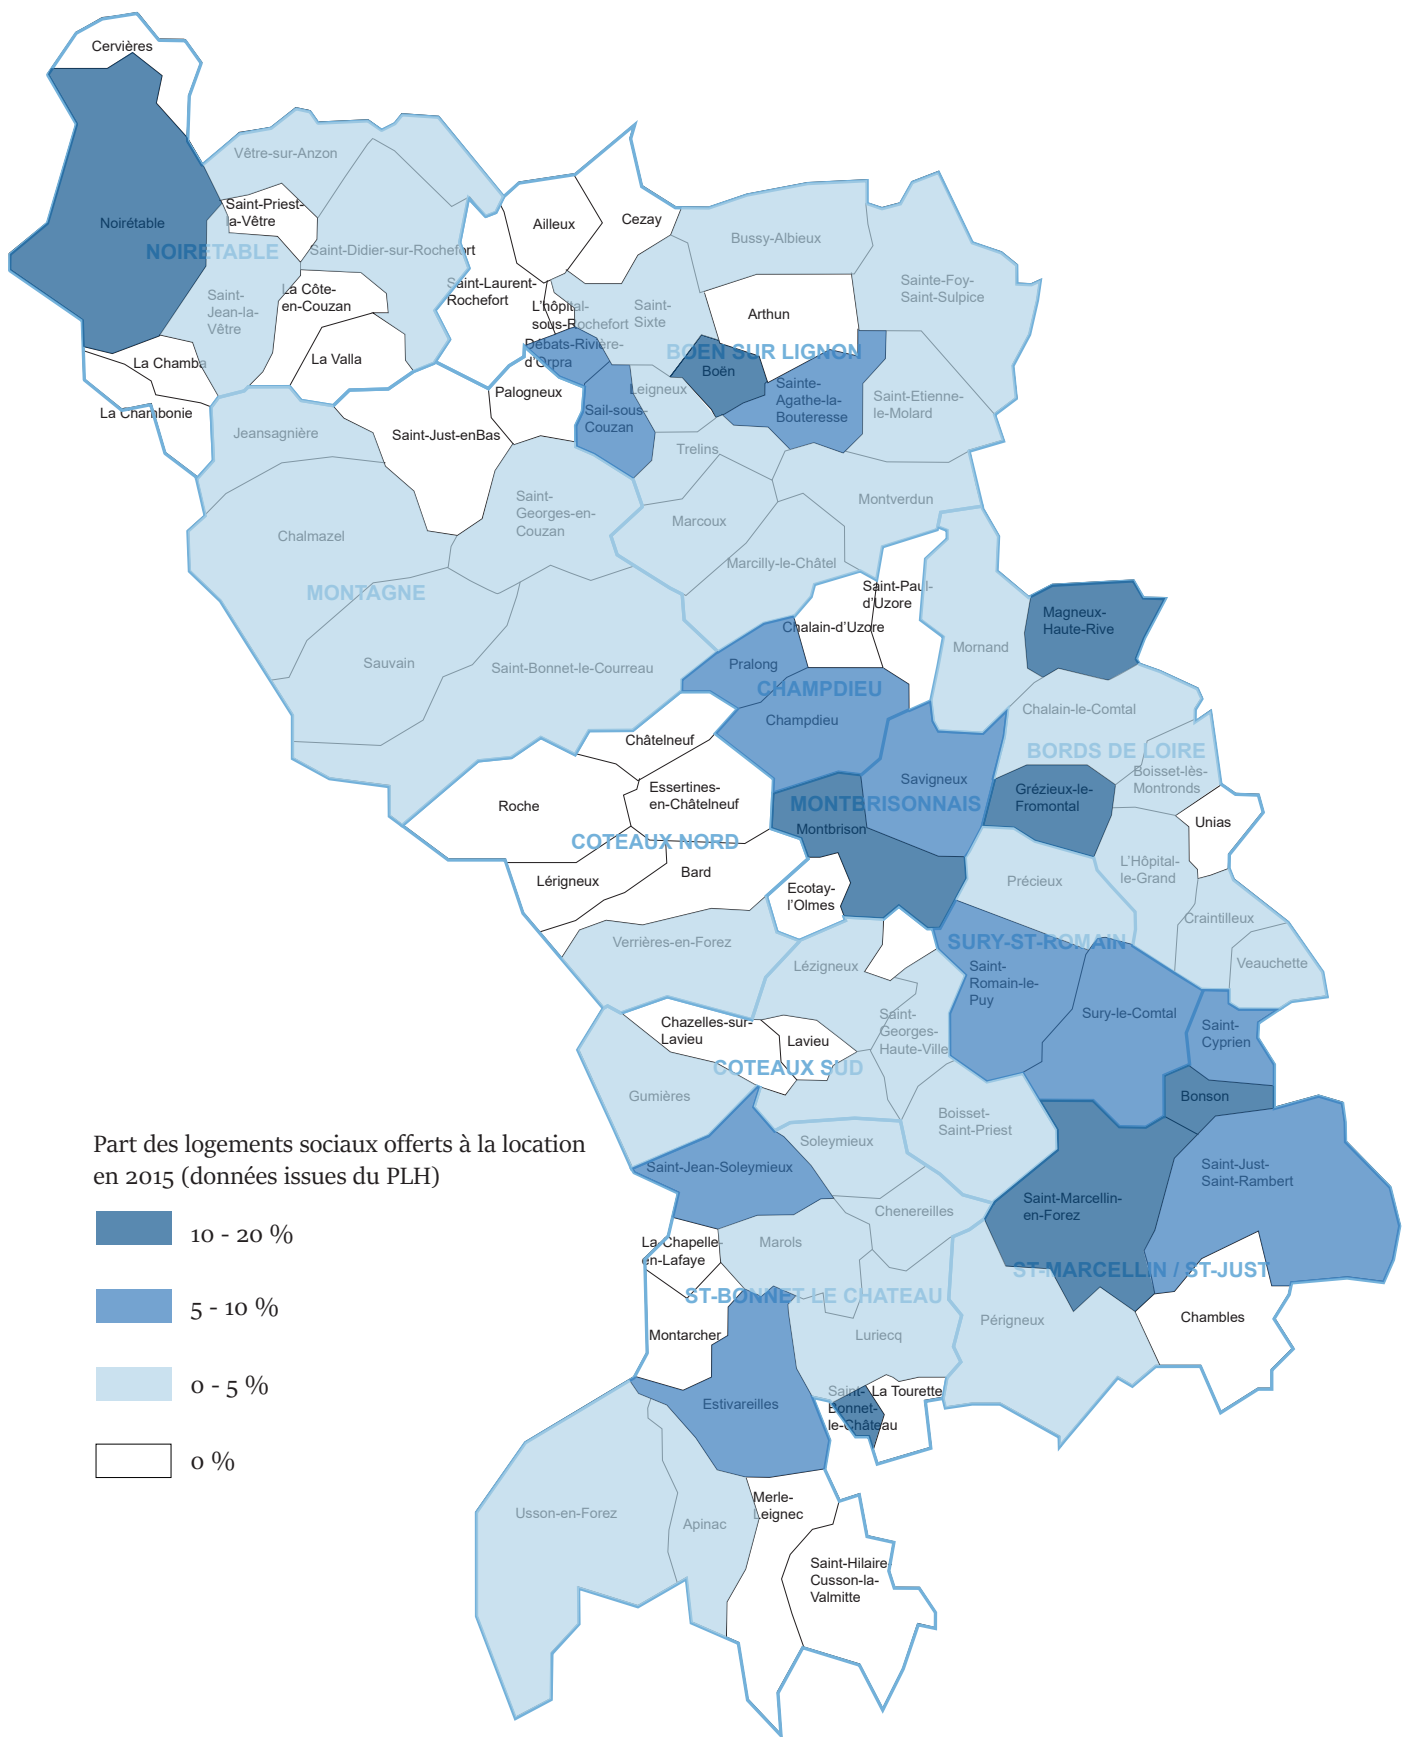 Cervières
Vêtre-sur-Anzon
Noirétable
Saint-Priest-
la-Vêtre
NOIRETABLE
Saint-Didier-sur-Rochefort
Ailleux
Cezay
Bussy-Albieux
Sainte-Foy-
Saint-Sulpice
Saint-
Jean-la-
Vêtre
La Côte-
en-Couzan
Saint-Laurent-
Rochefort
L'hôpital-
sous-Rochefort
Saint-
Sixte
Arthun
La Chamba
La Valla
Débats-Rivière-
d'Orpra
BOEN SUR LIGNON
Boën
La Chambonie
Palogneux
Leigneux
Sainte-
Agathe-la-
Bouteresse
Saint-Etienne-
le-Molard
Jeansagnière
Saint-Just-enBas
Sail-sous-
Couzan
Trelins
Saint-
Georges-en-
Couzan
Marcoux
Montverdun
Chalmazel
Marcilly-le-Châtel
MONTAGNE
Saint-Paul-
d'Uzore
Chalain-d'Uzore
Magneux-
Haute-Rive
Mornand
Sauvain
Saint-Bonnet-le-Courreau
Pralong
CHAMPDIEU
Champdieu
Chalain-le-Comtal
Châtelneuf
BORDS DE LOIRE
Boisset-lès-
Montronds
Roche
Essertines-
en-Châtelneuf
Savigneux
Grézieux-le-
Fromontal
MONTBRISONNAIS
Montbrison
Unias
COTEAUX NORD
Lérigneux
Bard
Ecotay-
l'Olmes
Précieux
L'Hôpital-
le-Grand
Craintilleux
Verrières-en-Forez
SURY-ST-ROMAIN
Lézigneux
Saint-
Romain-le-
Puy
Veauchette
Chazelles-sur-
Lavieu
Lavieu
Saint-
Georges-
Haute-Ville
Sury-le-Comtal
Saint-
Cyprien
COTEAUX SUD
Gumières
Bonson
Boisset-
Saint-Priest
Soleymieux
Saint-Jean-Soleymieux
Saint-Just-
Saint-Rambert
Saint-Marcellin-
en-Forez
Chenereilles
La Chapelle-
en-Lafaye
Marols
ST-MARCELLIN / ST-JUST
ST-BONNET LE CHATEAU
Montarcher
Luriecq
Périgneux
Chambles
Estivareilles
Saint-
Bonnet-
le-Château
La Tourette
Usson-en-Forez
Apinac
Merle-
Leignec
Saint-Hilaire-
Cusson-la-
Valmitte
Part des logements sociaux offerts à la location
en 2015 (données issues du PLH)
10 - 20 %
5 - 10 %
0 - 5 %
0 %